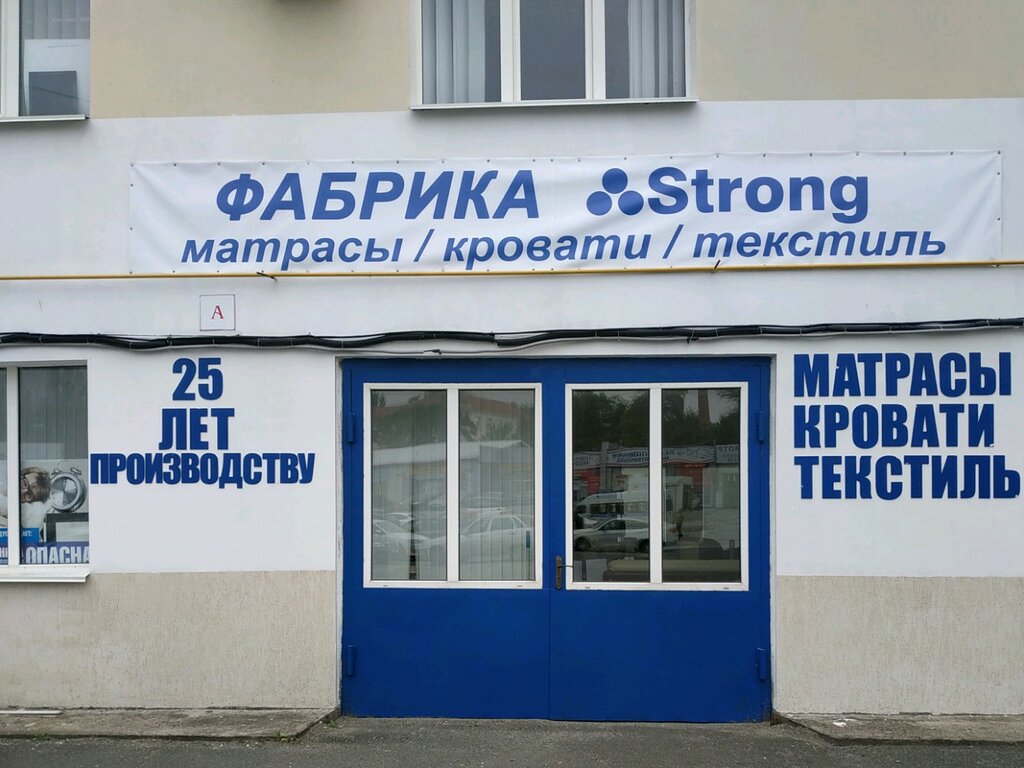 ФАБРИКА Strong
матрасы / кровати / текстиль
А
25
ЛЕТ
ПРОИЗВОДСТВУ
МАТРАСЫ
КРОВАТИ
ТЕКСТИЛЬ